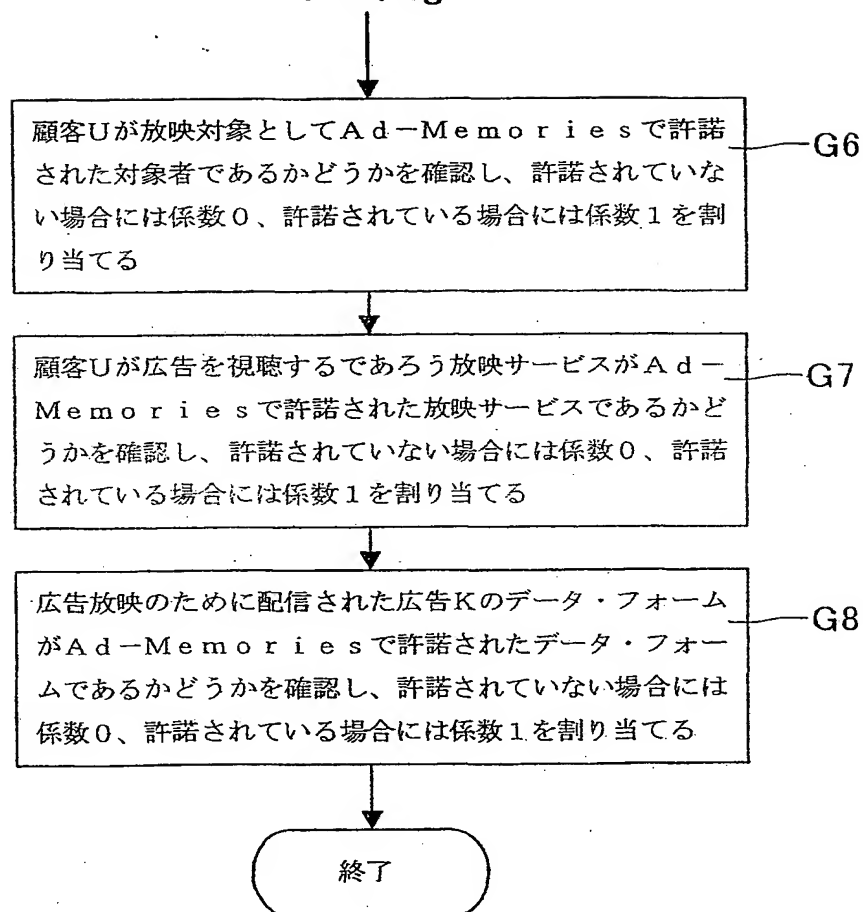 顧客Uが放映対象としてAd－Memoriesで許諾
された対象者であるかどうかを確認し、許諾されていな
い場合には係数0、許諾されている場合には係数1を割
り当てる
G6
顧客Uが広告を視聴するであろう放映サービスがAd－
Memoriesで許諾された放映サービスであるかど
うかを確認し、許諾されていない場合には係数0、許諾
されている場合には係数1を割り当てる
G7
広告放映のために配信された広告Kのデータ・フォーム
がAd－Memoriesで許諾されたデータ・フォー
ムであるかどうかを確認し、許諾されていない場合には
係数0、許諾されている場合には係数1を割り当てる
G8
終了